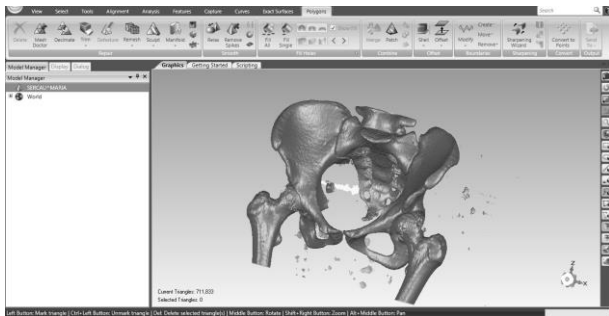 View Select Tools Alignment Analysis Features Capture Curves Exact Surfaces Polygons
Search
Delete Mesh Doctor Decimate Trim Remesh Sculpt Manifold Relax Remove Spikes Fill All Fill Single Merge Patch Shell Offset Modify Create Move Remove Sharpening Wizard Convert to Points Send To
Repair Smooth Fill Holes Combine Offset Boundaries Sharpening Convert Output
Model Manager Display Dialog
Graphics Getting Started Scripting
Model Manager
World
Current Triangles: 711,833
Selected Triangles: 0
Z
Left Button: Mark triangle | Ctrl+Left Button: Unmark triangle | Del: Delete selected triangle(s) | Middle Button: Rotate | Shift+Right Button: Zoom | Alt+Middle Button: Pan